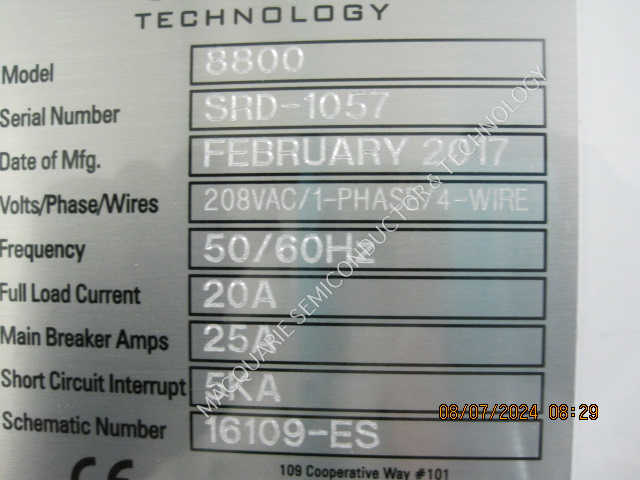 TECHNOLOGY
Model 8800
Serial Number SRD-1057
Date of Mfg. FEBRUARY 2017
Volts/Phase/Wires 208VAC/1-PHASE/4-WIRE
Frequency 50/60Hz
Full Load Current 20A
Main Breaker Amps 25A
Short Circuit Interrupt 5KA
Schematic Number 16109-ES
CE
109 Cooperative Way #101
MACQUARIE SEMICONDUCTOR & TECHNOLOGY
08/07/2024 08:29